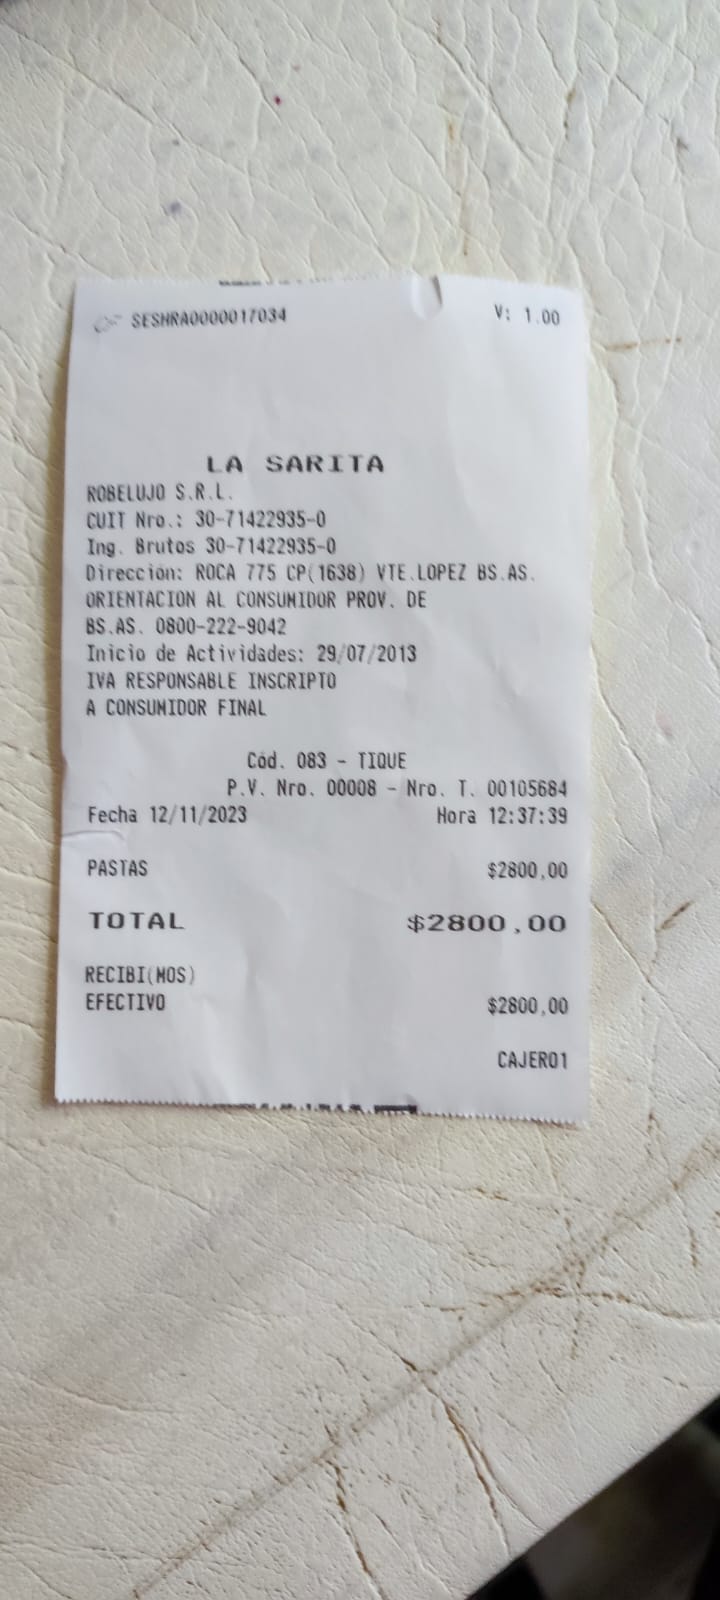 SESHRA0000017034 V: 1.00
LA SARITA
ROBELUJO S.R.L.
CUIT Nro.: 30-71422935-0
Ing. Brutos 30-71422935-0
Dirección: ROCA 775 CP(1638) VTE.LOPEZ BS.AS.
ORIENTACION AL CONSUMIDOR PROV. DE
BS.AS. 0800-222-9042
Inicio de Actividades: 29/07/2013
IVA RESPONSABLE INSCRIPTO
A CONSUMIDOR FINAL
Cód. 083 - TIQUE
P.V. Nro. 00008 - Nro. T. 00105684
Fecha 12/11/2023 Hora 12:37:39
PASTAS $2800,00
TOTAL $2800,00
RECIBI(MOS)
EFECTIVO $2800,00
CAJERO1